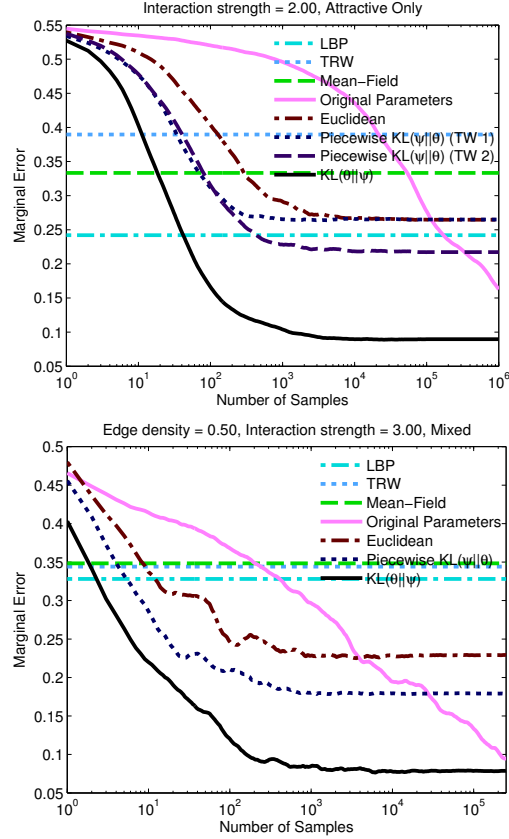 Interaction strength = 2.00, Attractive Only
0.55
0.5
0.45
0.4
0.35
0.3
0.25
0.2
0.15
0.1
0.05
Marginal Error
LBP
TRW
Mean−Field
Original Parameters
Euclidean
Piecewise KL(ψ||θ) (TW 1)
Piecewise KL(ψ||θ) (TW 2)
KL(θ||ψ)
10^0 10^1 10^2 10^3 10^4 10^5 10^6
Number of Samples
Edge density = 0.50, Interaction strength = 3.00, Mixed
0.5
0.45
0.4
0.35
0.3
0.25
0.2
0.15
0.1
0.05
Marginal Error
LBP
TRW
Mean−Field
Original Parameters
Euclidean
Piecewise KL(ψ||θ)
KL(θ||ψ)
10^0 10^1 10^2 10^3 10^4 10^5
Number of Samples